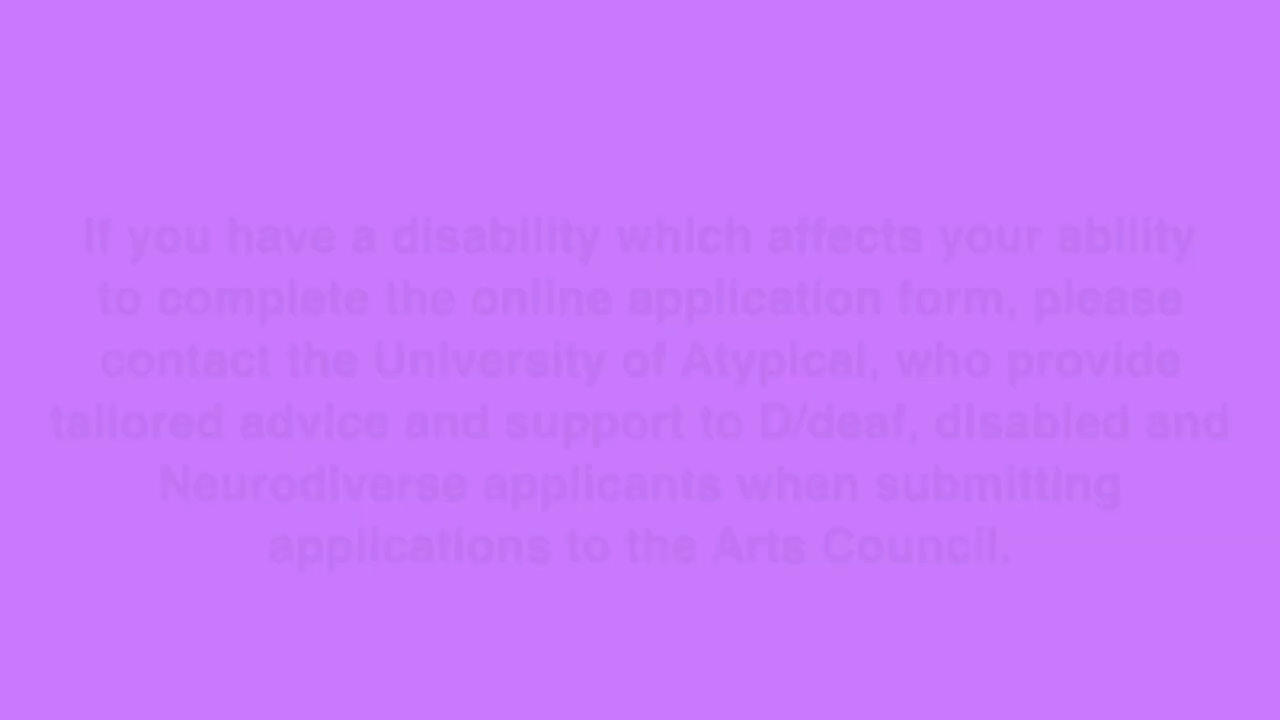 If you have a disability which affects your ability
to complete the online application form, please
contact the University of Atypical, who provide
tailored advice and support to D/deaf, disabled and
Neurodiverse applicants when submitting
applications to the Arts Council.